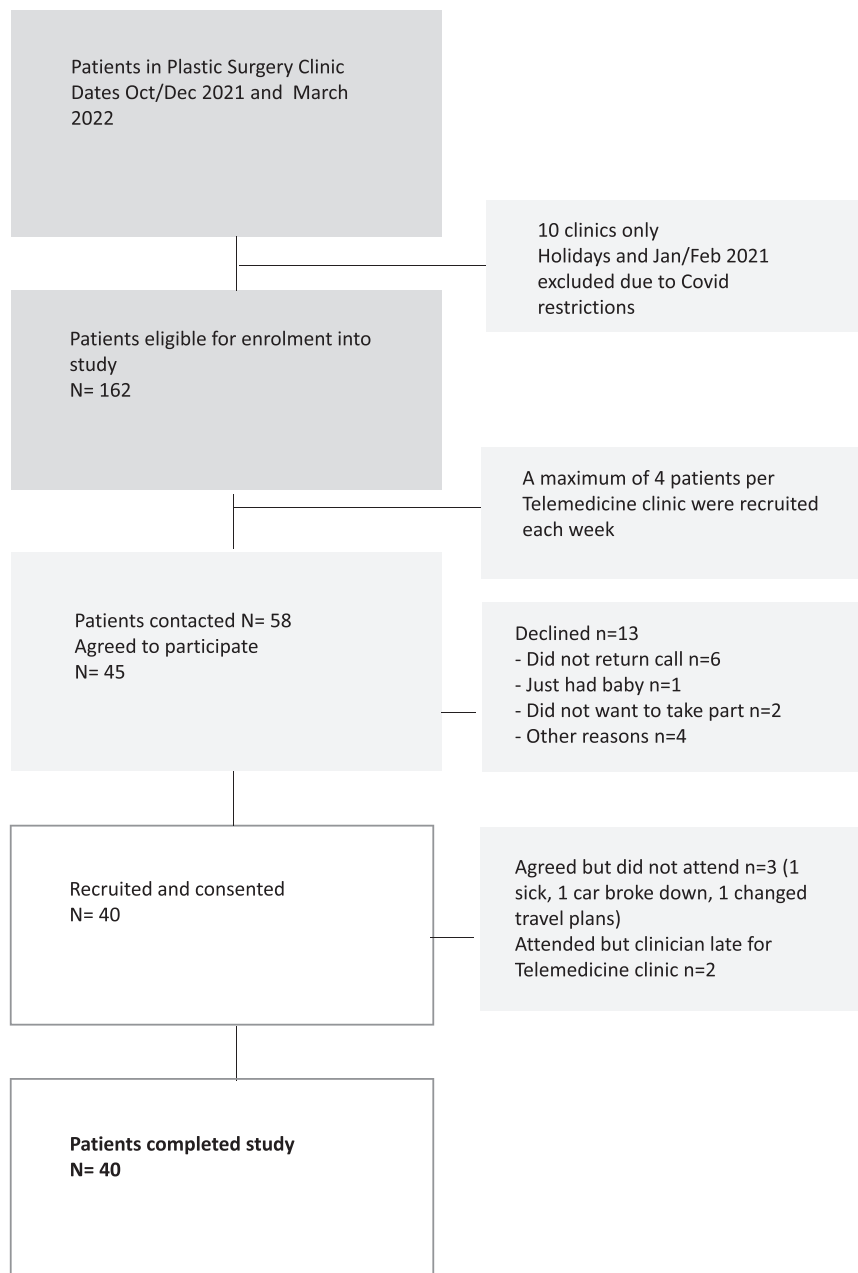 Patients in Plastic Surgery Clinic
Dates Oct/Dec 2021 and  March
2022
10 clinics only
Holidays and Jan/Feb 2021
excluded due to Covid
restrictions
Patients eligible for enrolment into
study
N= 162
A maximum of 4 patients per
Telemedicine clinic were recruited
each week
Patients contacted N= 58
Agreed to participate
N= 45
Declined n=13
- Did not return call n=6
- Just had baby n=1
- Did not want to take part n=2
- Other reasons n=4
Recruited and consented
N= 40
Agreed but did not attend n=3 (1
sick, 1 car broke down, 1 changed
travel plans)
Attended but clinician late for
Telemedicine clinic n=2
Patients completed study
N= 40